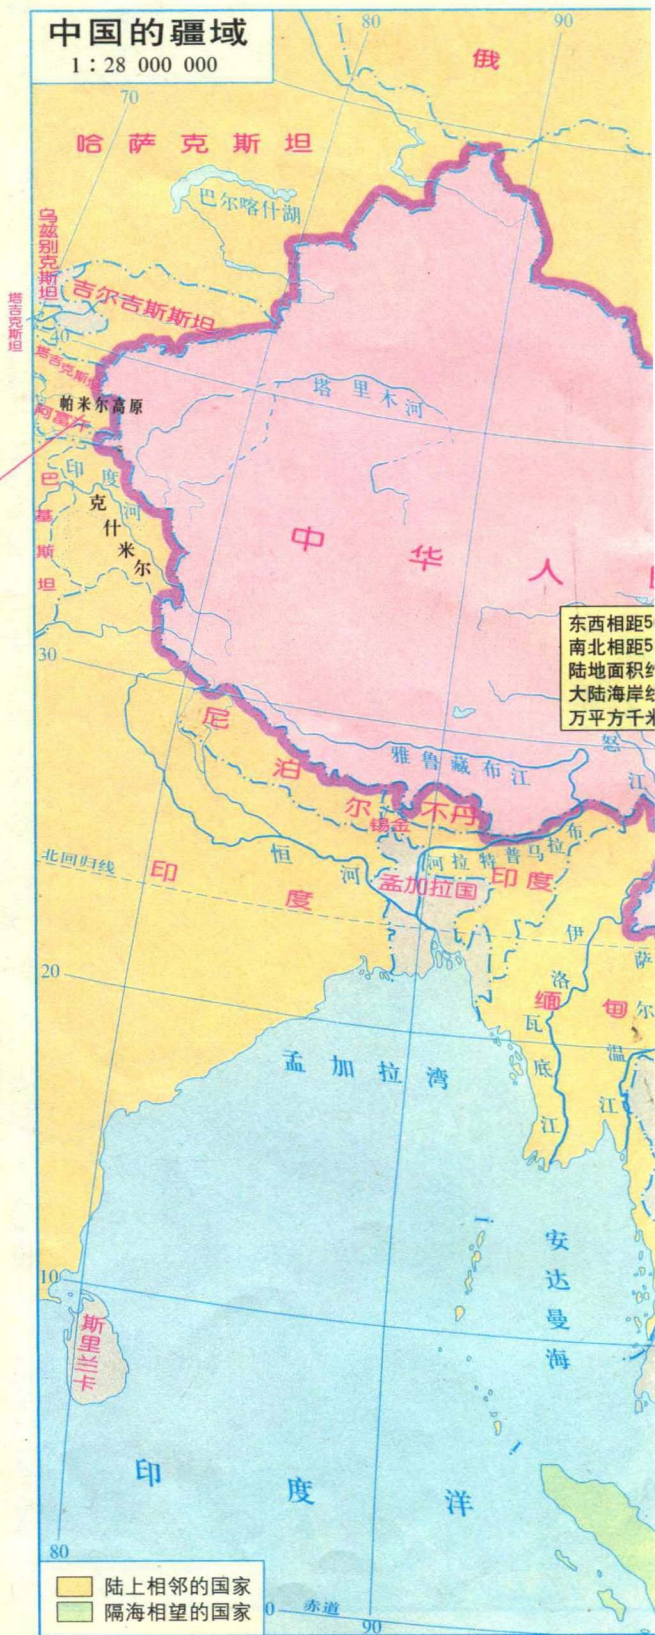 中国的疆域
1：28 000 000
80
90
俄
70
哈萨克斯坦
巴尔喀什湖
乌兹别克斯坦
塔吉克斯坦
吉尔吉斯斯坦
40
塔吉克斯坦
帕米尔高原
阿富汗
塔里木河
印度河
巴基斯坦
克什米尔
中华人
东西相距5
南北相距5
陆地面积约
大陆海岸线
万平方千米
30
尼泊尔
雅鲁藏布江
怒江
不丹
锡金
北回归线
印度
恒河
布拉马普特拉河
孟加拉国
印度
伊洛瓦底江
萨尔温江
缅甸
20
孟加拉湾
安达曼海
10
斯里兰卡
印度洋
80
陆上相邻的国家
隔海相望的国家
0
赤道
90